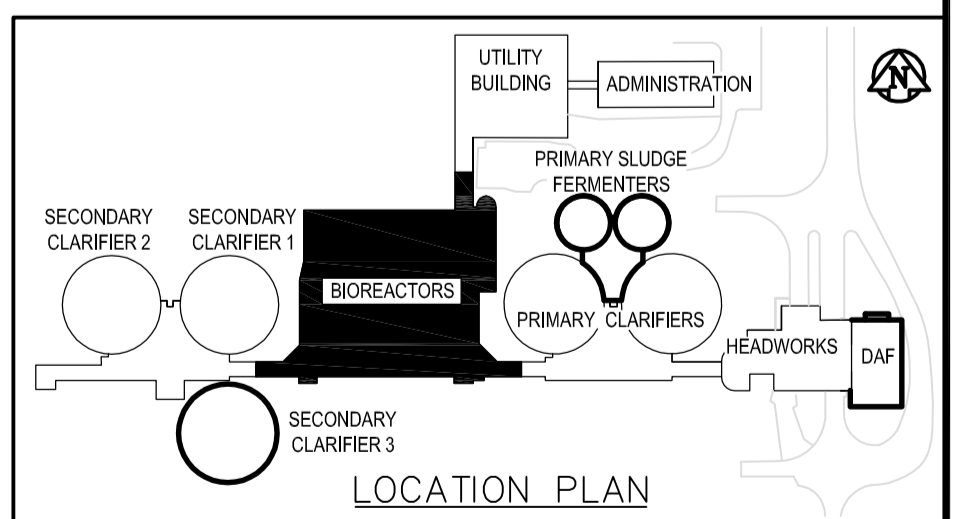 UTILITY
BUILDING
ADMINISTRATION
N
PRIMARY SLUDGE
FERMENTERS
SECONDARY
CLARIFIER 2
SECONDARY
CLARIFIER 1
BIOREACTORS
PRIMARY CLARIFIERS
HEADWORKS
DAF
SECONDARY
CLARIFIER 3
LOCATION PLAN